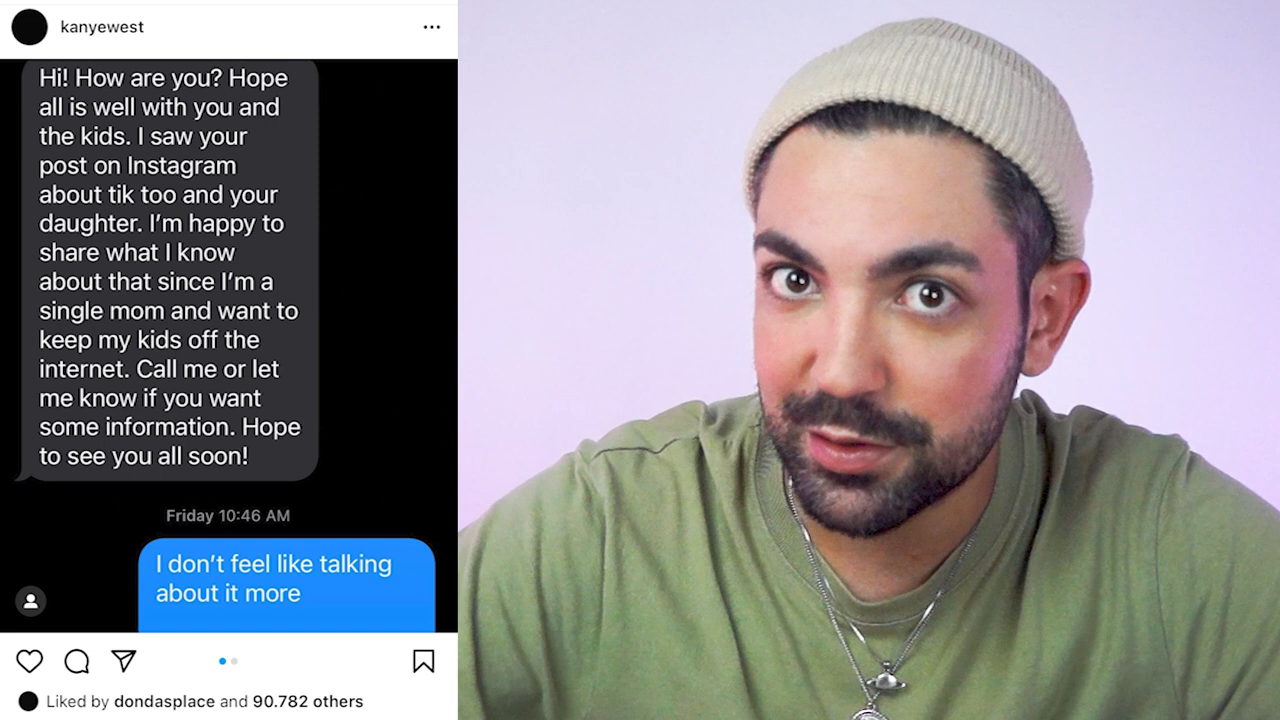 kanyewest
Hi! How are you? Hope
all is well with you and
the kids. I saw your
post on Instagram
about tik too and your
daughter. I'm happy to
share what I know
about that since I'm a
single mom and want to
keep my kids off the
internet. Call me or let
me know if you want
some information. Hope
to see you all soon!
Friday 10:46 AM
I don't feel like talking
about it more
Liked by dondasplace and 90.782 others